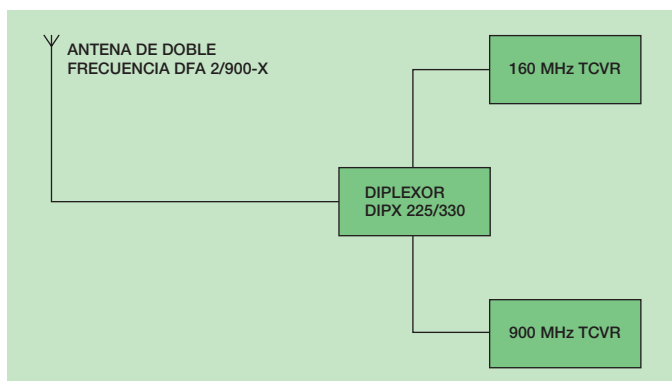 ANTENA DE DOBLE
FRECUENCIA DFA 2/900-X
160 MHz TCVR
DIPLEXOR
DIPX 225/330
900 MHz TCVR